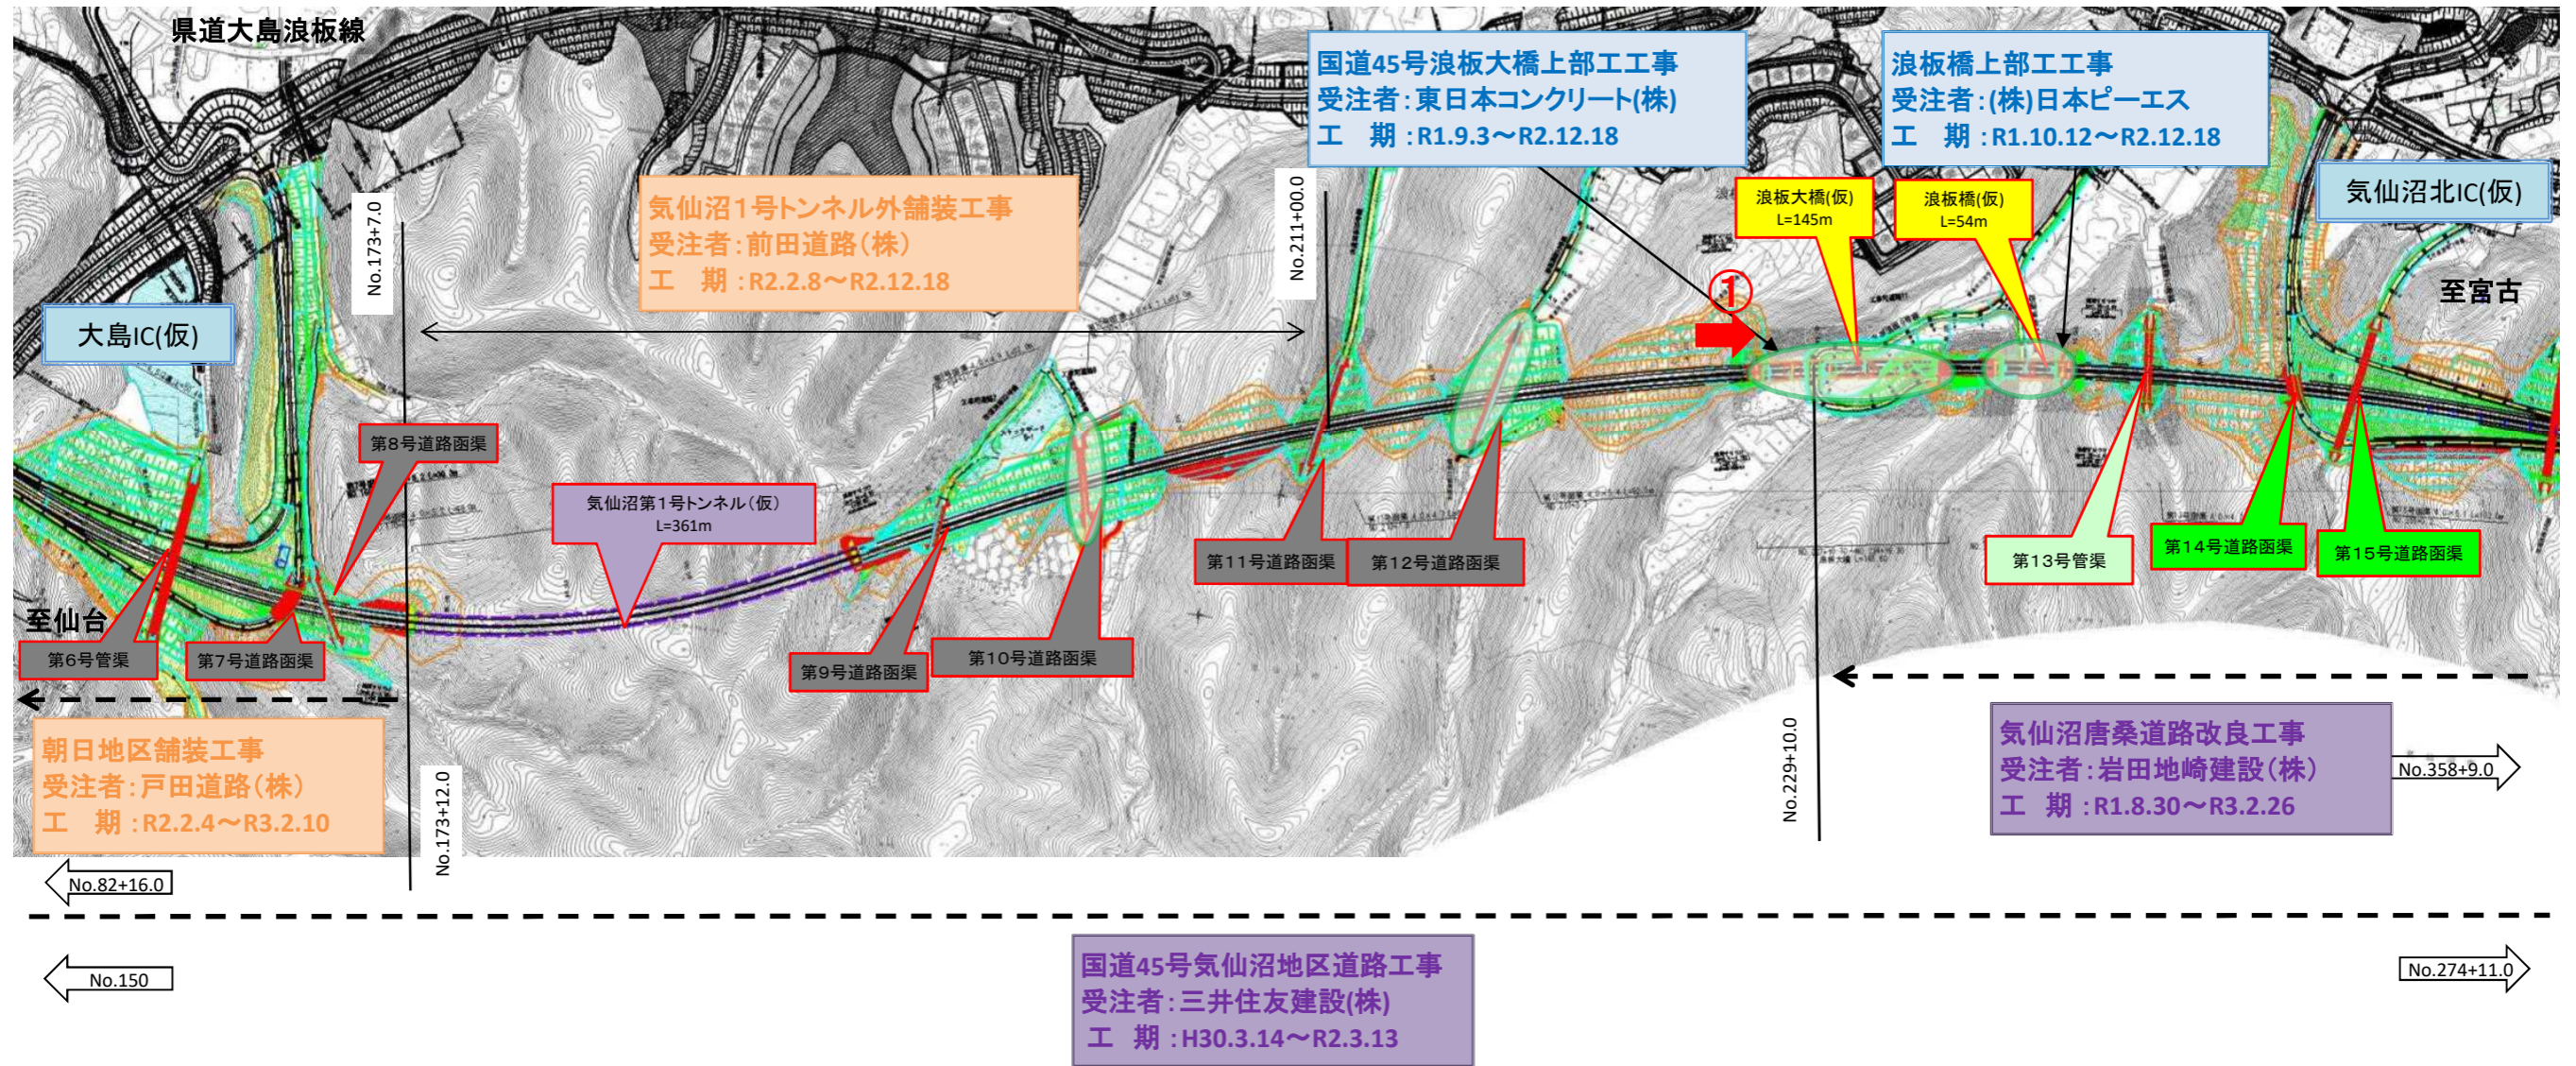 県道大島浪板線
国道45号浪板大橋上部工工事
受注者：東日本コンクリート(株)
工　期：R1.9.3～R2.12.18
浪板橋上部工工事
受注者：(株)日本ピーエス
工　期：R1.10.12～R2.12.18
気仙沼１号トンネル外舗装工事
受注者：前田道路（株）
工　期：R2.2.8～R2.12.18
No.173+7.0
No.211+00.0
浪板大橋(仮)
L=145m
浪板橋(仮)
L=54m
気仙沼北IC(仮)
至宮古
①
大島IC(仮)
第８号道路函渠
気仙沼第１号トンネル（仮）
L=361m
第１１号道路函渠
第１２号道路函渠
第１３号管渠
第１４号道路函渠
第１５号道路函渠
至仙台
第６号管渠
第７号道路函渠
第９号道路函渠
第１０号道路函渠
朝日地区舗装工事
受注者：戸田道路（株）
工　期：R2.2.4～R3.2.10
No.173+12.0
No.229+10.0
気仙沼唐桑道路改良工事
受注者：岩田地崎建設（株）
工　期：R1.8.30～R3.2.26
No.358+9.0
No.82+16.0
No.150
国道45号気仙沼地区道路工事
受注者：三井住友建設(株)
工　期：H30.3.14～R2.3.13
No.274+11.0